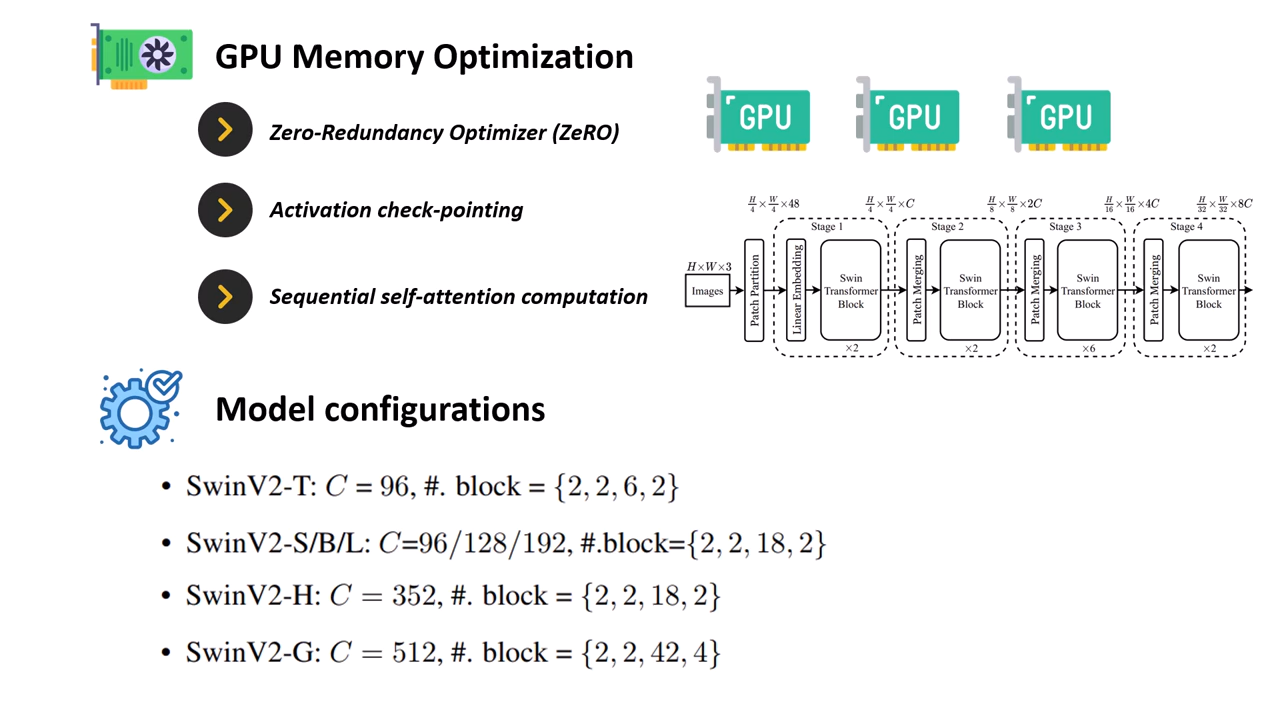 GPU Memory Optimization
Zero-Redundancy Optimizer (ZeRO)
Activation check-pointing
Sequential self-attention computation
GPU
GPU
GPU
H/4 × W/4 × 48
H/4 × W/4 × C
H/8 × W/8 × 2C
H/16 × W/16 × 4C
H/32 × W/32 × 8C
Stage 1
Stage 2
Stage 3
Stage 4
H×W×3
Images
Patch Partition
Linear Embedding
Swin
Transformer
Block
×2
Patch Merging
Swin
Transformer
Block
×2
Patch Merging
Swin
Transformer
Block
×6
Patch Merging
Swin
Transformer
Block
×2
Model configurations
• SwinV2-T: C = 96, #. block = {2, 2, 6, 2}
• SwinV2-S/B/L: C=96/128/192, #.block={2, 2, 18, 2}
• SwinV2-H: C = 352, #. block = {2, 2, 18, 2}
• SwinV2-G: C = 512, #. block = {2, 2, 42, 4}